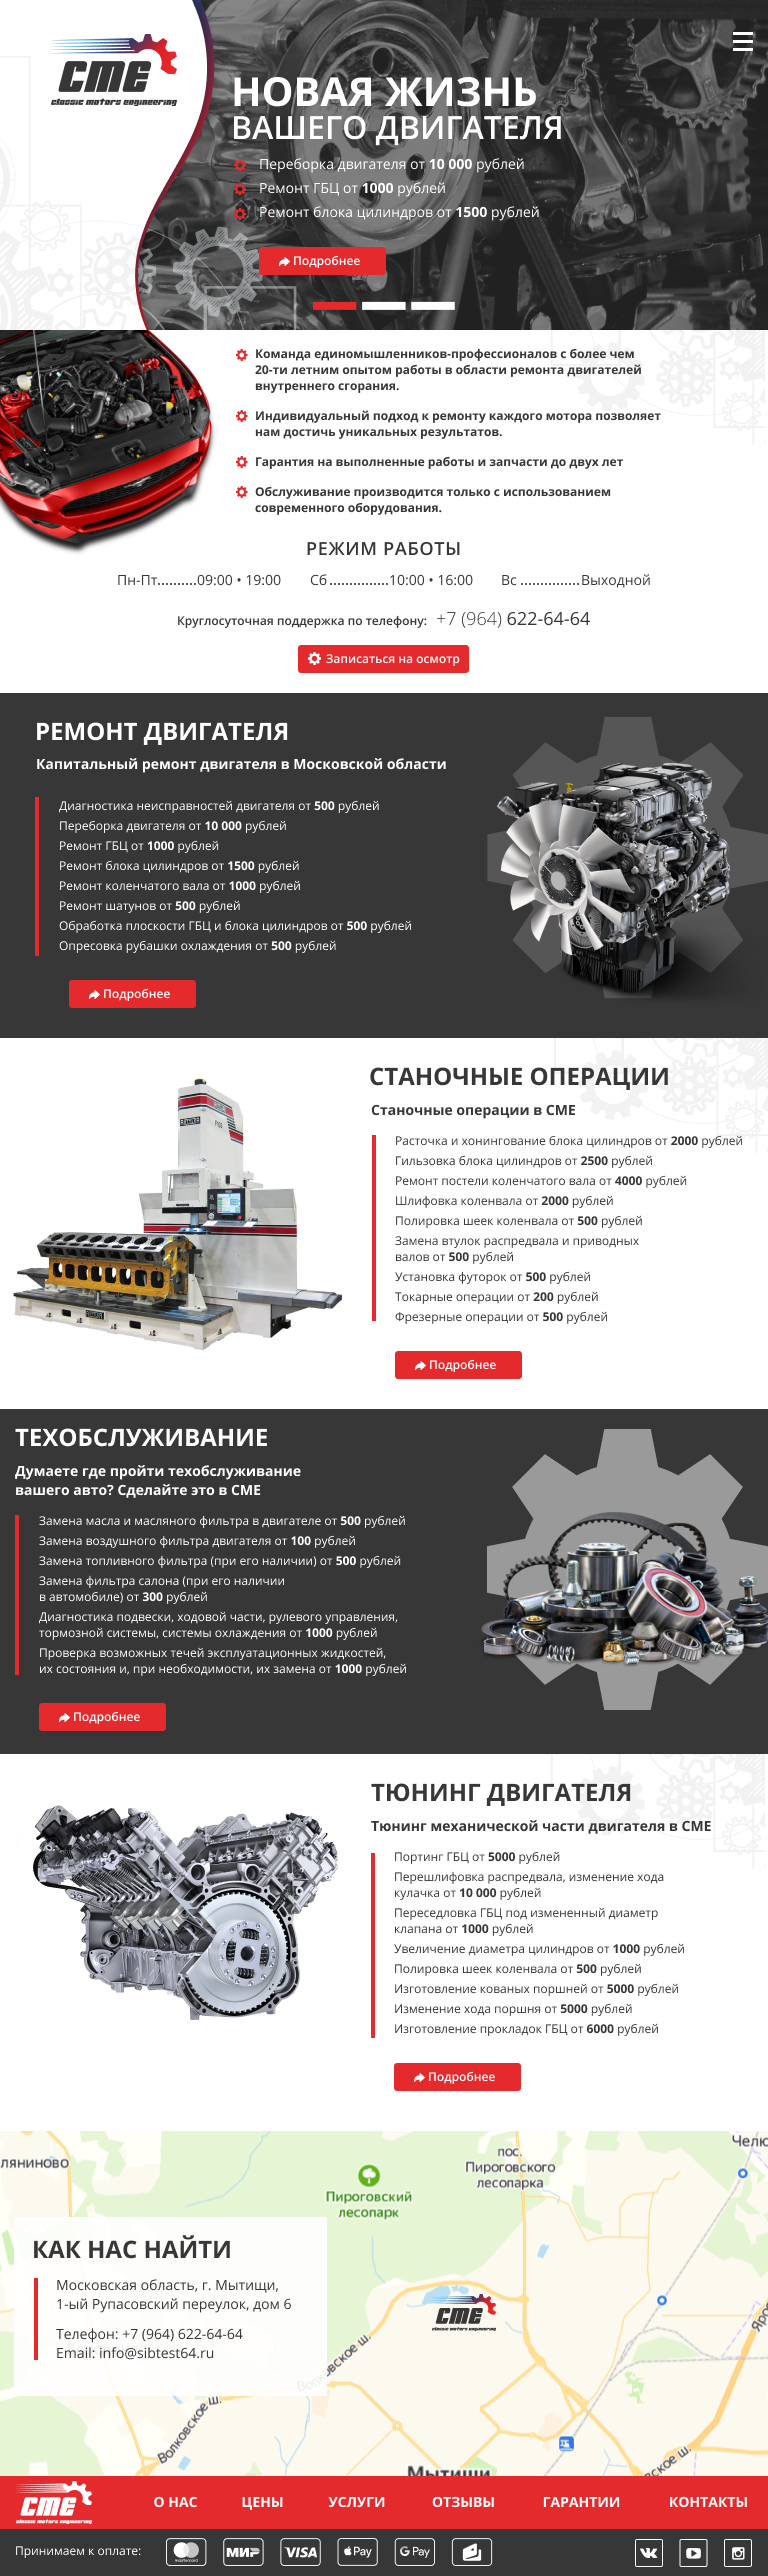 CME
classic motors engineering
НОВАЯ ЖИЗНЬ
ВАШЕГО ДВИГАТЕЛЯ
Переборка двигателя от 10 000 рублей
Ремонт ГБЦ от 1000 рублей
Ремонт блока цилиндров от 1500 рублей
Подробнее
Команда единомышленников-профессионалов с более чем
20-ти летним опытом работы в области ремонта двигателей
внутреннего сгорания.
Индивидуальный подход к ремонту каждого мотора позволяет
нам достичь уникальных результатов.
Гарантия на выполненные работы и запчасти до двух лет
Обслуживание производится только с использованием
современного оборудования.
РЕЖИМ РАБОТЫ
Пн-Пт..........09:00 • 19:00 Сб...............10:00 • 16:00 Вс ...............Выходной
Круглосуточная поддержка по телефону: +7 (964) 622-64-64
Записаться на осмотр
РЕМОНТ ДВИГАТЕЛЯ
Капитальный ремонт двигателя в Московской области
Диагностика неисправностей двигателя от 500 рублей
Переборка двигателя от 10 000 рублей
Ремонт ГБЦ от 1000 рублей
Ремонт блока цилиндров от 1500 рублей
Ремонт коленчатого вала от 1000 рублей
Ремонт шатунов от 500 рублей
Обработка плоскости ГБЦ и блока цилиндров от 500 рублей
Опресовка рубашки охлаждения от 500 рублей
Подробнее
СТАНОЧНЫЕ ОПЕРАЦИИ
Станочные операции в СМЕ
Расточка и хонингование блока цилиндров от 2000 рублей
Гильзовка блока цилиндров от 2500 рублей
Ремонт постели коленчатого вала от 4000 рублей
Шлифовка коленвала от 2000 рублей
Полировка шеек коленвала от 500 рублей
Замена втулок распредвала и приводных
валов от 500 рублей
Установка футорок от 500 рублей
Токарные операции от 200 рублей
Фрезерные операции от 500 рублей
Подробнее
ТЕХОБСЛУЖИВАНИЕ
Думаете где пройти техобслуживание
вашего авто? Сделайте это в СМЕ
Замена масла и масляного фильтра в двигателе от 500 рублей
Замена воздушного фильтра двигателя от 100 рублей
Замена топливного фильтра (при его наличии) от 500 рублей
Замена фильтра салона (при его наличии
в автомобиле) от 300 рублей
Диагностика подвески, ходовой части, рулевого управления,
тормозной системы, системы охлаждения от 1000 рублей
Проверка возможных течей эксплуатационных жидкостей,
их состояния и, при необходимости, их замена от 1000 рублей
Подробнее
ТЮНИНГ ДВИГАТЕЛЯ
Тюнинг механической части двигателя в СМЕ
Портинг ГБЦ от 5000 рублей
Перешлифовка распредвала, изменение хода
кулачка от 10 000 рублей
Переседловка ГБЦ под измененный диаметр
клапана от 1000 рублей
Увеличение диаметра цилиндров от 1000 рублей
Полировка шеек коленвала от 500 рублей
Изготовление кованых поршней от 5000 рублей
Изменение хода поршня от 5000 рублей
Изготовление прокладок ГБЦ от 6000 рублей
Подробнее
Челю
ляниново
пос.
Пироговского
лесопарка
Пироговский
лесопарк
КАК НАС НАЙТИ
Московская область, г. Мытищи,
1-ый Рупасовский переулок, дом 6
Телефон: +7 (964) 622-64-64
Email: info@sibtest64.ru
CME
classic motors engineering
Яро
Волковское ш.
Волковское ш.
Мытищи
вское ш.
CME
classic motors engineering
О НАС ЦЕНЫ УСЛУГИ ОТЗЫВЫ ГАРАНТИИ КОНТАКТЫ
Принимаем к оплате: mastercard МИР VISA Pay G Pay